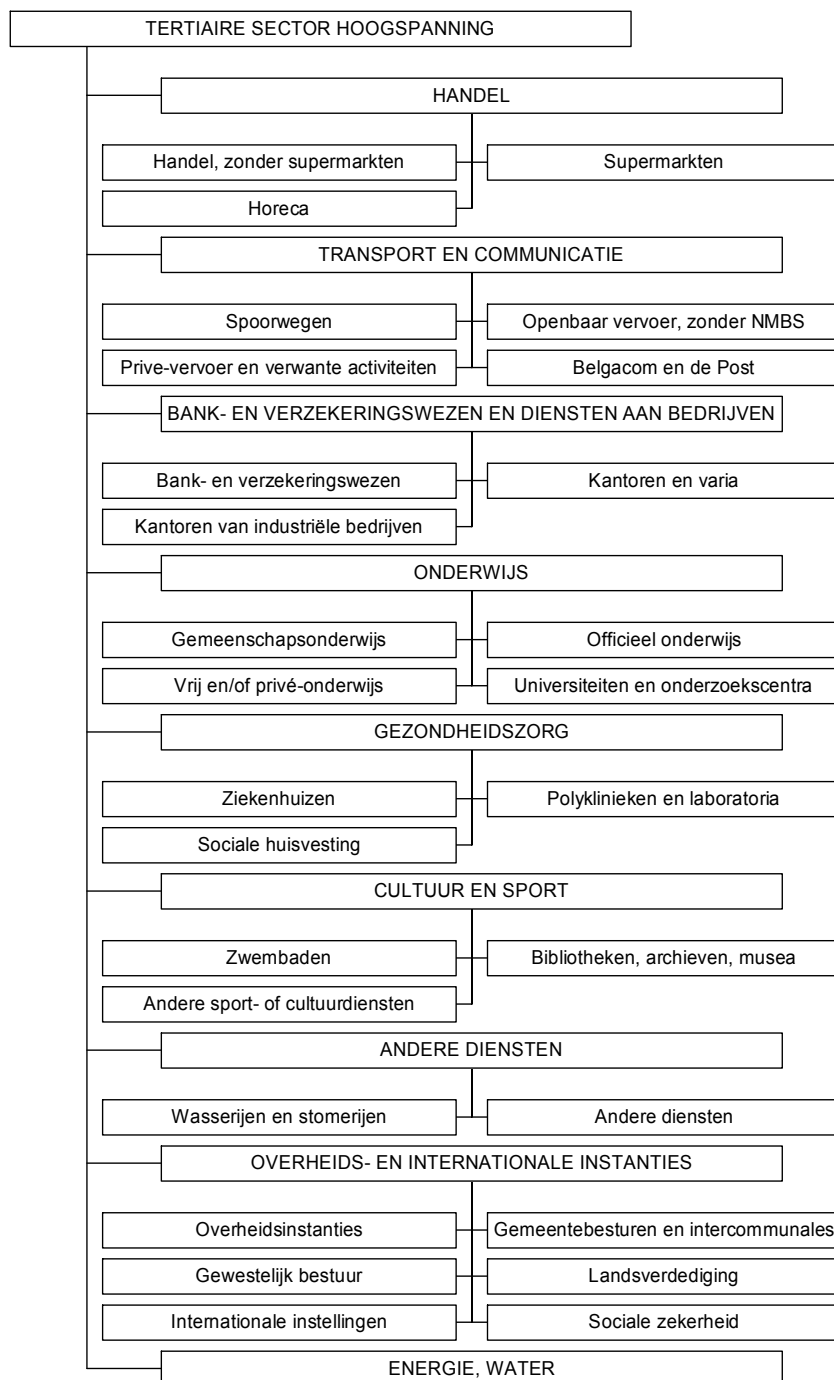 TERTIAIRE SECTOR HOOGSPANNING
HANDEL
Handel, zonder supermarkten
Supermarkten
Horeca
TRANSPORT EN COMMUNICATIE
Spoorwegen
Openbaar vervoer, zonder NMBS
Prive-vervoer en verwante activiteiten
Belgacom en de Post
BANK- EN VERZEKERINGSWEZEN EN DIENSTEN AAN BEDRIJVEN
Bank- en verzekeringswezen
Kantoren en varia
Kantoren van industriële bedrijven
ONDERWIJS
Gemeenschapsonderwijs
Officieel onderwijs
Vrij en/of privé-onderwijs
Universiteiten en onderzoekscentra
GEZONDHEIDSZORG
Ziekenhuizen
Polyklinieken en laboratoria
Sociale huisvesting
CULTUUR EN SPORT
Zwembaden
Bibliotheken, archieven, musea
Andere sport- of cultuurdiensten
ANDERE DIENSTEN
Wasserijen en stomerijen
Andere diensten
OVERHEIDS- EN INTERNATIONALE INSTANTIES
Overheidsinstanties
Gemeentebesturen en intercommunales
Gewestelijk bestuur
Landsverdediging
Internationale instellingen
Sociale zekerheid
ENERGIE, WATER